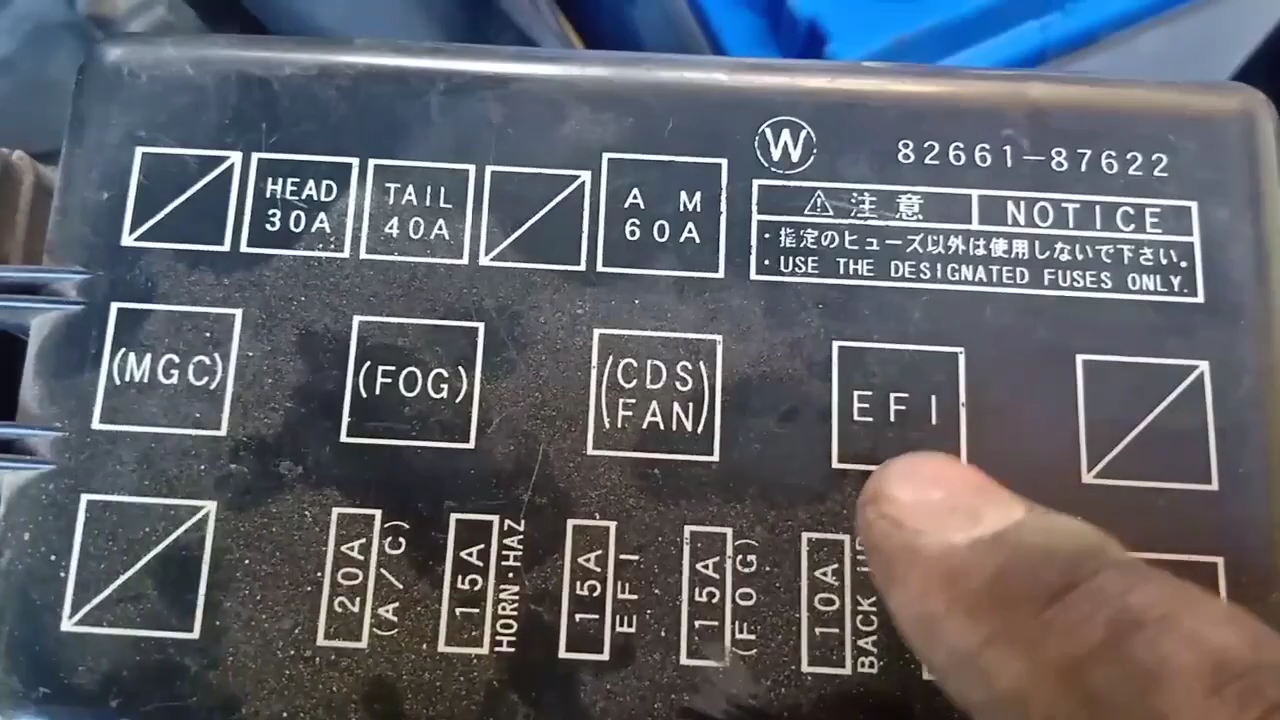 W 82661-87622
HEAD
30A
TAIL
40A
A M
60A
⚠ 注意 NOTICE
・指定のヒューズ以外は使用しないで下さい。
・USE THE DESIGNATED FUSES ONLY.
(MGC)
(FOG)
(CDS
FAN)
EFI
20A
(A/C)
15A
HORN・HAZ
15A
EFI
15A
(FOG)
10A
BACK